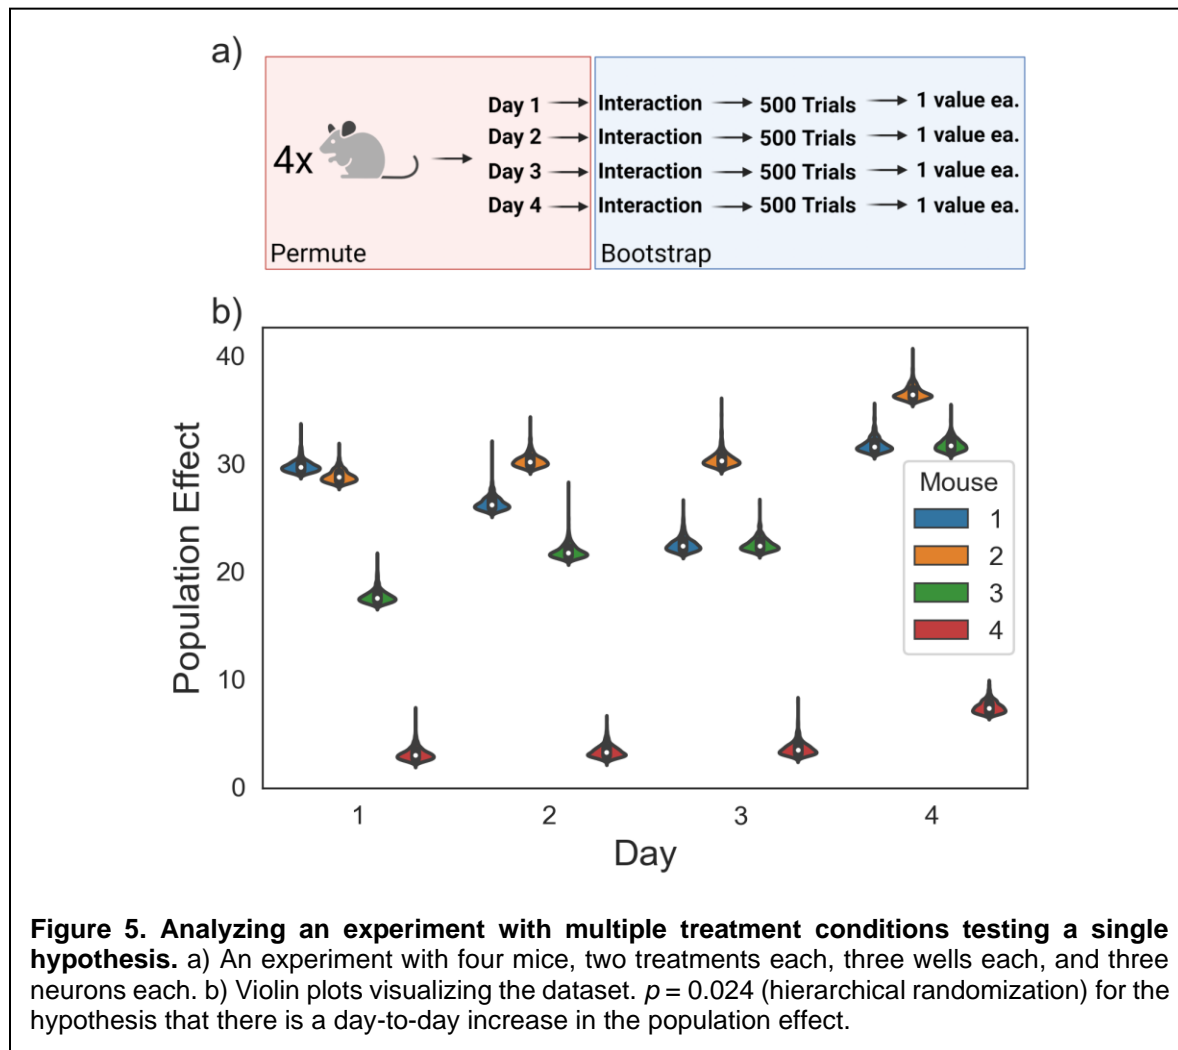 a)
Day 1 Interaction 500 Trials 1 value ea.
Day 2 Interaction 500 Trials 1 value ea.
4x
Day 3 Interaction 500 Trials 1 value ea.
Day 4 Interaction 500 Trials 1 value ea.
Permute Bootstrap
b)
Population Effect
40
30
20
10
0
Mouse
1
2
3
4
1 2 3 4
Day
Figure 5. Analyzing an experiment with multiple treatment conditions testing a single
hypothesis. a) An experiment with four mice, two treatments each, three wells each, and three
neurons each. b) Violin plots visualizing the dataset. p = 0.024 (hierarchical randomization) for the
hypothesis that there is a day-to-day increase in the population effect.